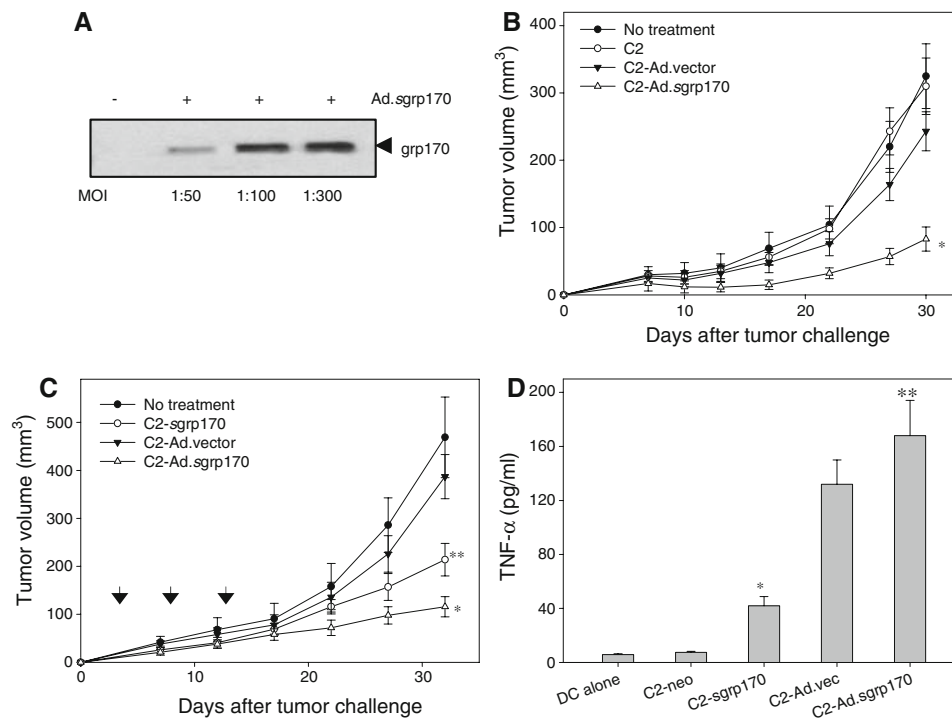 A
- + + + Ad.sgrp170
grp170
MOI 1:50 1:100 1:300
B
No treatment
C2
C2-Ad.vector
C2-Ad.sgrp170
Tumor volume (mm3)
400
300
200
100
0
*
0 10 20 30
Days after tumor challenge
C
No treatment
C2-sgrp170
C2-Ad.vector
C2-Ad.sgrp170
Tumor volume (mm3)
500
400
300
200
100
0
**
*
0 10 20 30
Days after tumor challenge
D
TNF-α (pg/ml)
200
160
120
80
40
0
*
**
DC alone
C2-neo
C2-sgrp170
C2-Ad.vec
C2-Ad.sgrp170